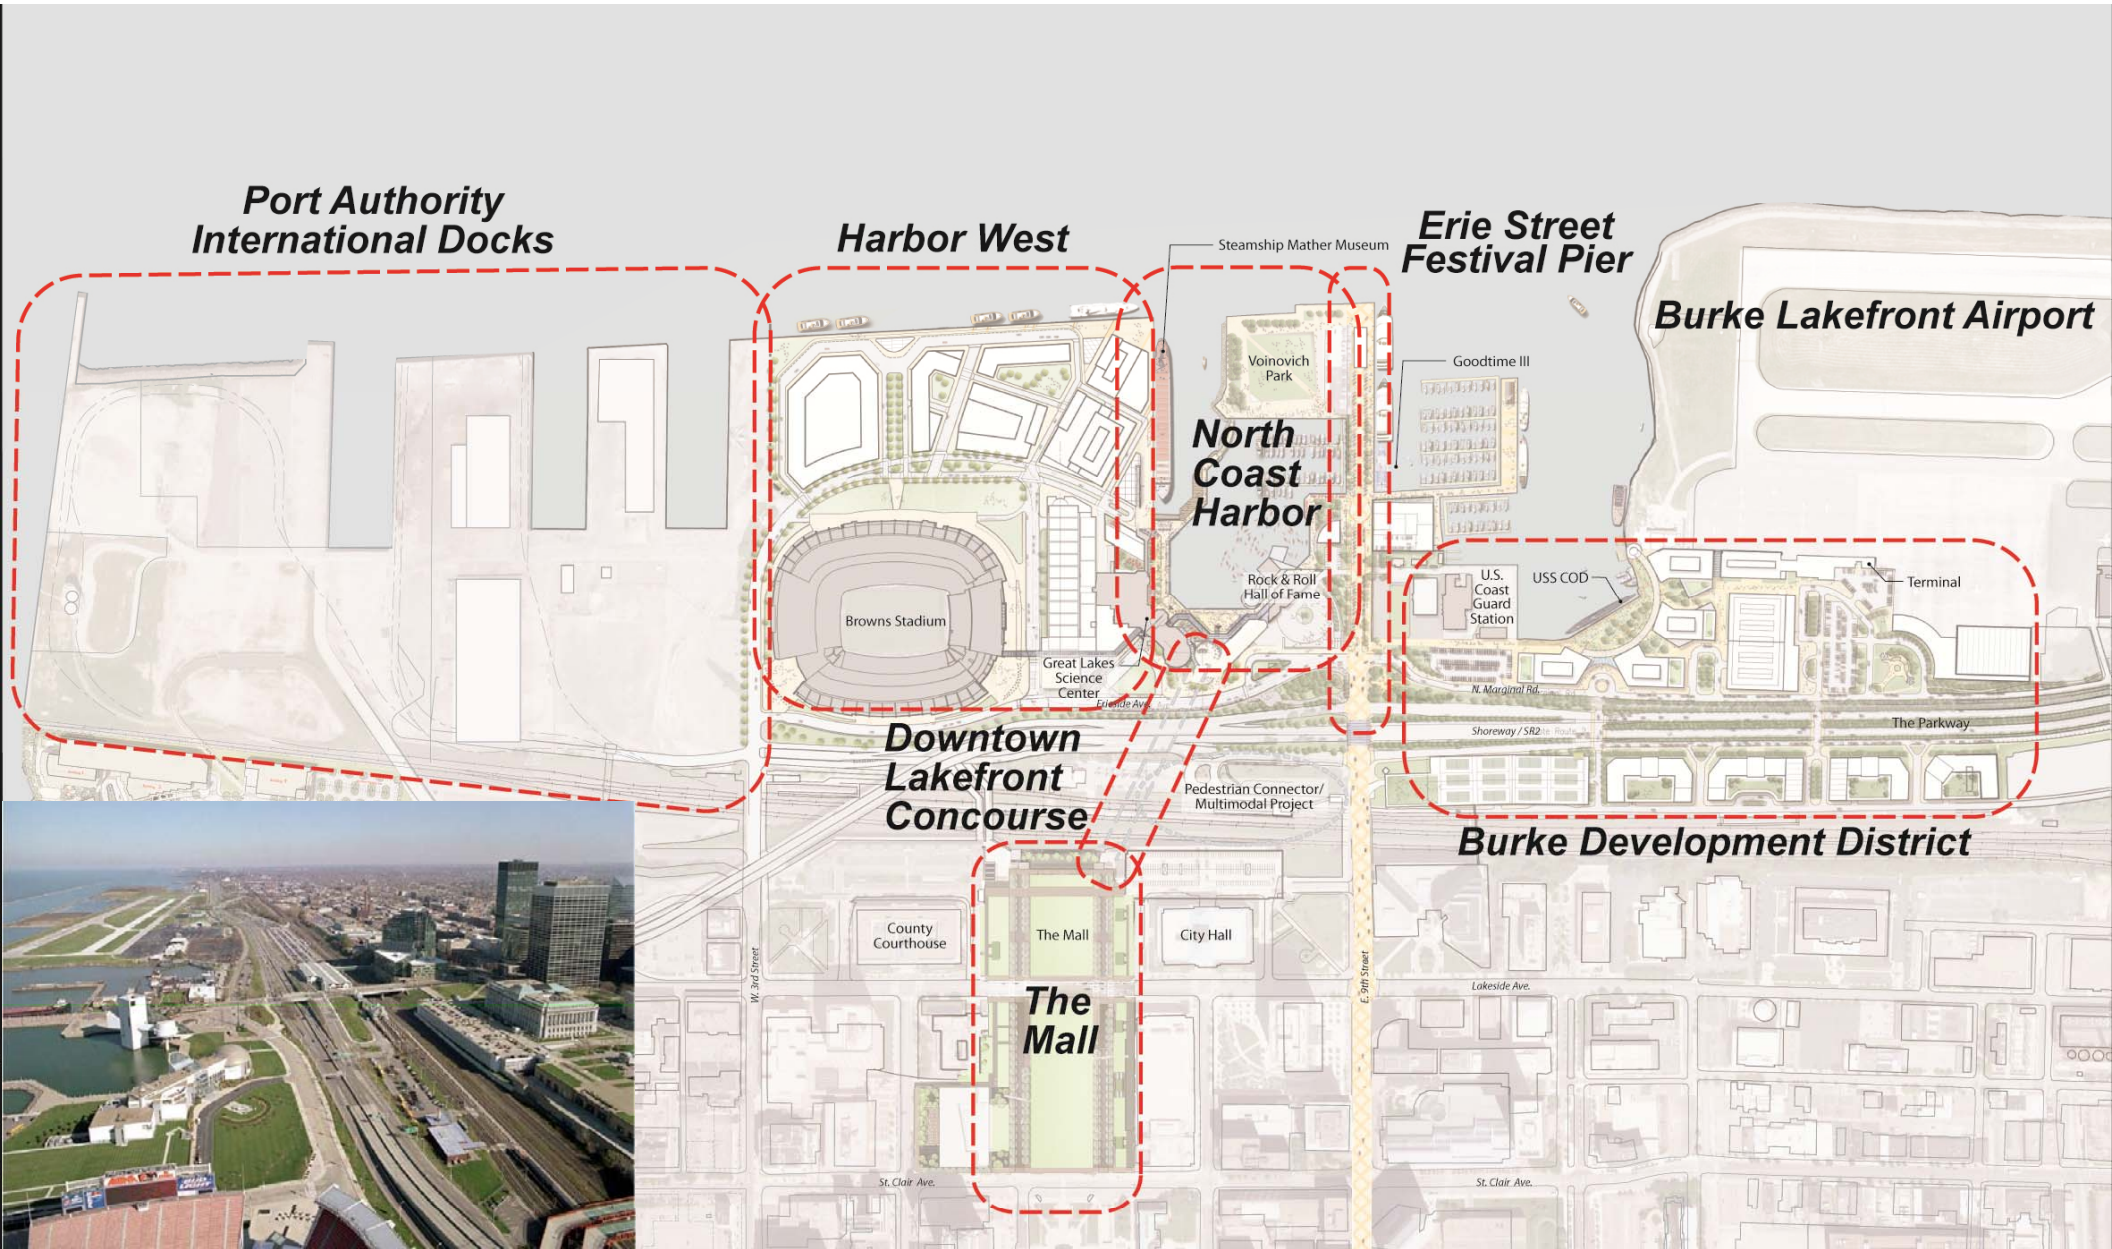 Port Authority
International Docks
Harbor West
Steamship Mather Museum
Erie Street
Festival Pier
Burke Lakefront Airport
Voinovich
Park
Goodtime III
North
Coast
Harbor
Rock & Roll
Hall of Fame
U.S.
Coast
Guard
Station
USS COD
Terminal
Browns Stadium
Great Lakes
Science
Center
Erieside Ave.
N. Marginal Rd.
Shoreway / SR2
The Parkway
Downtown
Lakefront
Concourse
Pedestrian Connector/
Multimodal Project
Burke Development District
County
Courthouse
The Mall
City Hall
W. 3rd Street
E. 9th Street
Lakeside Ave.
The
Mall
St. Clair Ave.
St. Clair Ave.